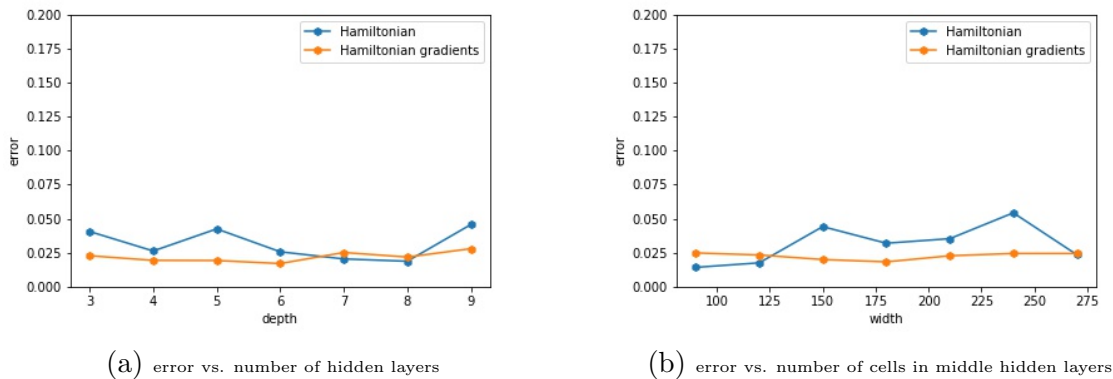 0.200
0.175
0.150
0.125
0.100
0.075
0.050
0.025
0.000
error
Hamiltonian
Hamiltonian gradients
3 4 5 6 7 8 9
depth
(a) error vs. number of hidden layers
0.200
0.175
0.150
0.125
0.100
0.075
0.050
0.025
0.000
error
Hamiltonian
Hamiltonian gradients
100 125 150 175 200 225 250 275
width
(b) error vs. number of cells in middle hidden layers